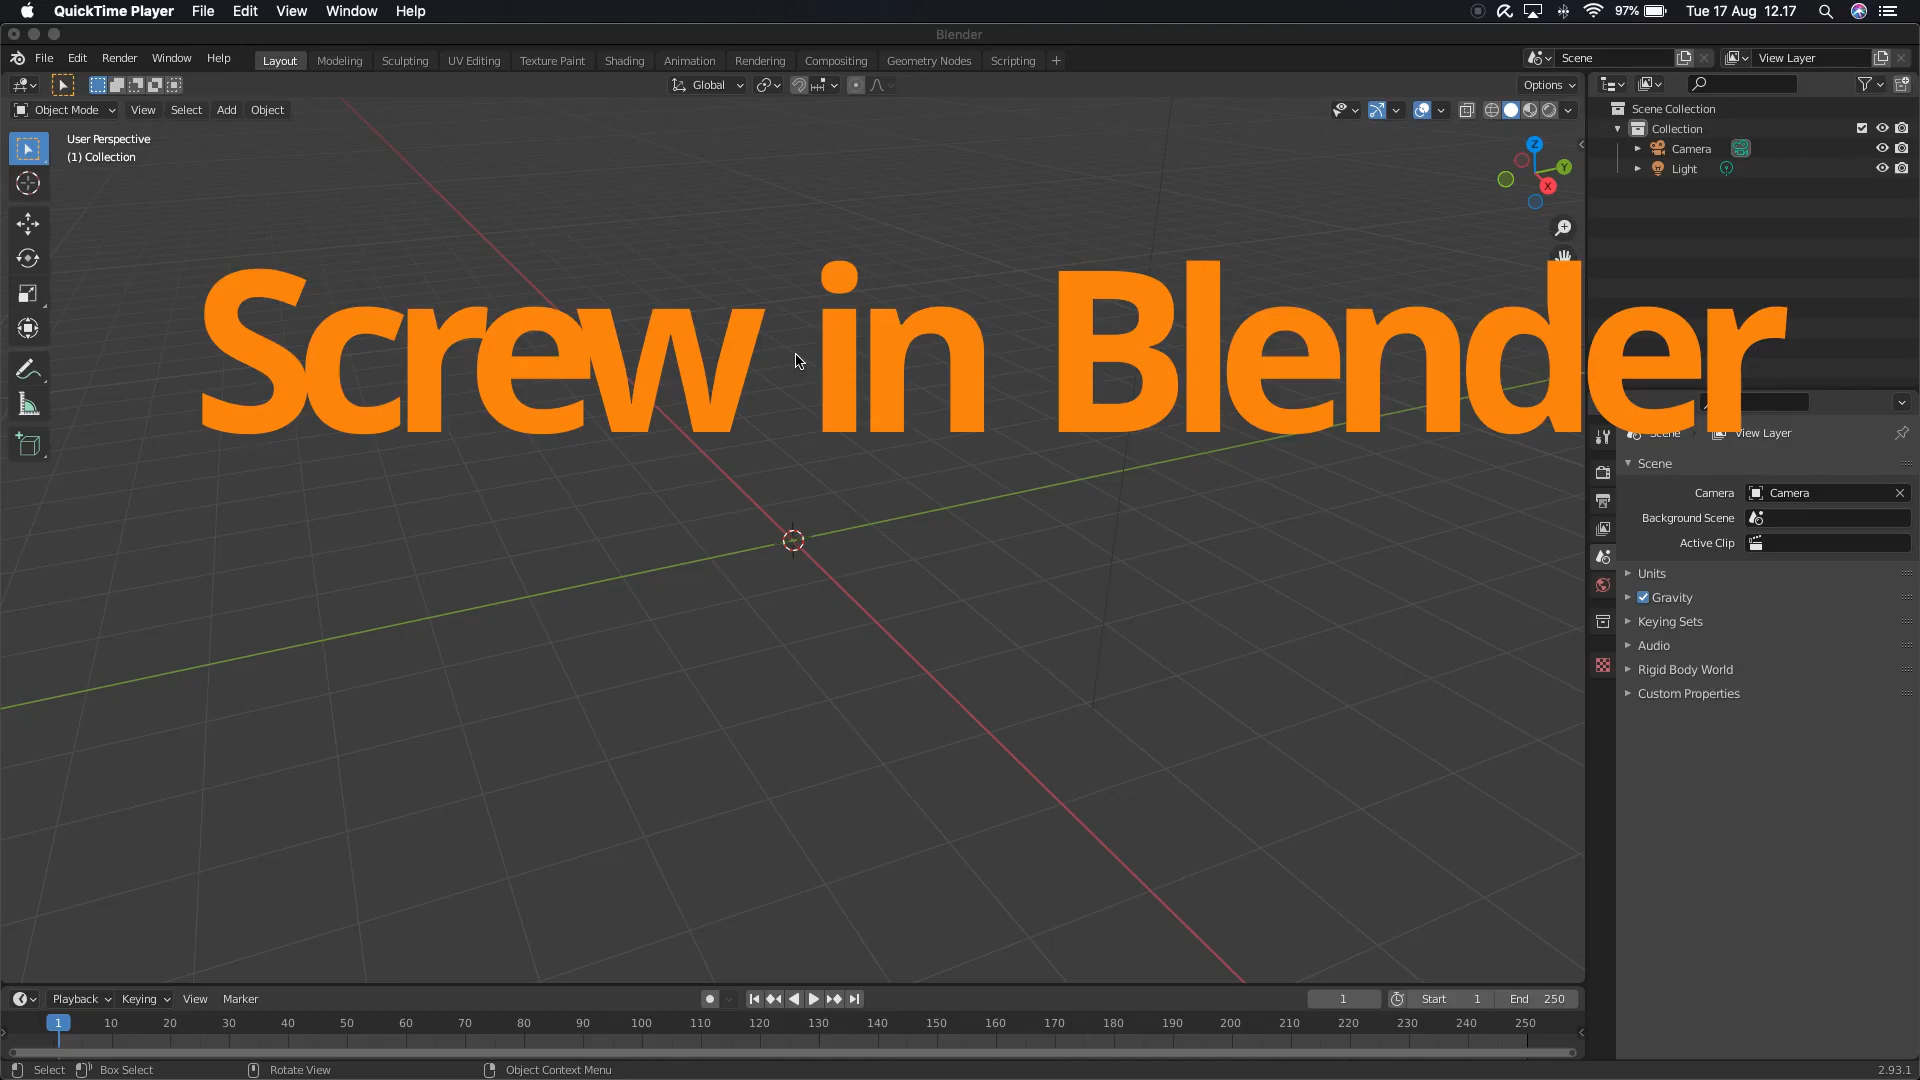 QuickTime Player File Edit View Window Help 97% Tue 17 Aug 12.17
Blender
File Edit Render Window Help Layout Modeling Sculpting UV Editing Texture Paint Shading Animation Rendering Compositing Geometry Nodes Scripting + Scene View Layer
Global Options
Object Mode View Select Add Object
User Perspective
(1) Collection
Z
Y
X
Scene Collection
Collection
Camera
Light
Screw in Blender
Scene View Layer
Scene
Camera Camera
Background Scene
Active Clip
Units
Gravity
Keying Sets
Audio
Rigid Body World
Custom Properties
Playback Keying View Marker 1 Start 1 End 250
1 10 20 30 40 50 60 70 80 90 100 110 120 130 140 150 160 170 180 190 200 210 220 230 240 250
Select Box Select Rotate View Object Context Menu 2.93.1